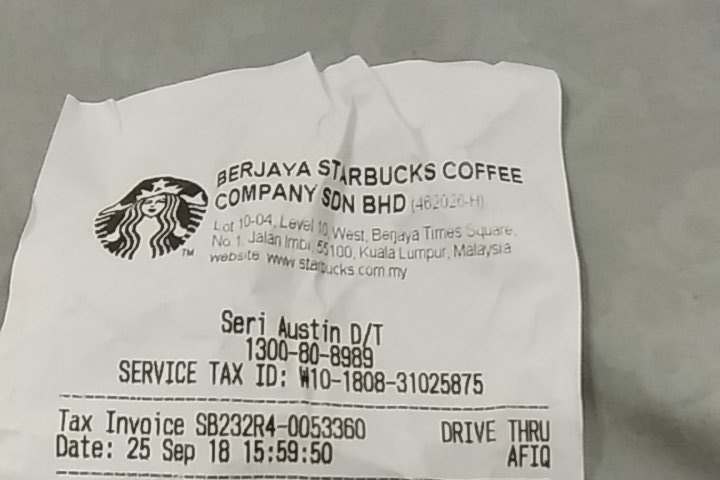 BERJAYA STARBUCKS COFFEE
COMPANY SDN BHD (462026-H)
Lot 10-04, Level 10, West, Berjaya Times Square,
No 1, Jalan Imbi, 55100, Kuala Lumpur, Malaysia
website www.starbucks.com.my
TM
Seri Austin D/T
1300-80-8989
SERVICE TAX ID: W10-1808-31025875
Tax Invoice SB232R4-0053360 DRIVE THRU
Date: 25 Sep 18 15:59:50 AFIQ